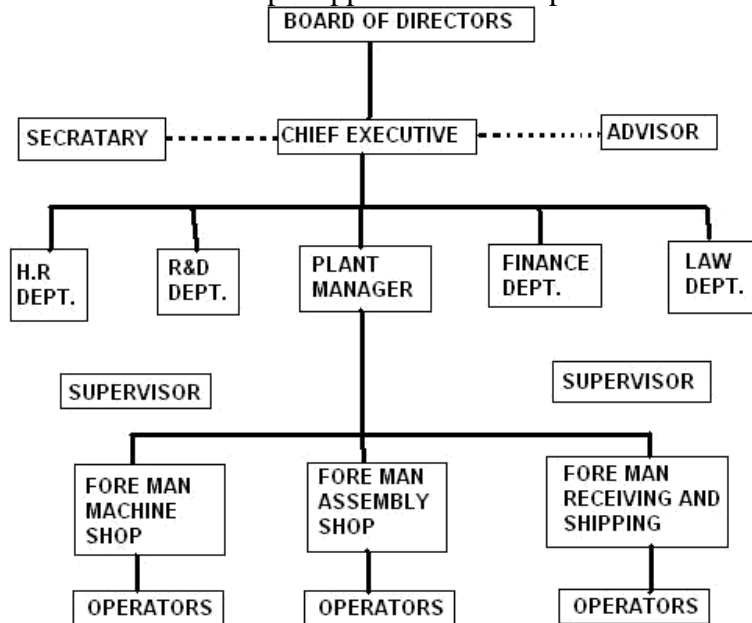 BOARD OF DIRECTORS
SECRATARY
CHIEF EXECUTIVE
ADVISOR
H.R
DEPT.
R&D
DEPT.
PLANT
MANAGER
FINANCE
DEPT.
LAW
DEPT.
SUPERVISOR
SUPERVISOR
FORE MAN
MACHINE
SHOP
FORE MAN
ASSEMBLY
SHOP
FORE MAN
RECEIVING AND
SHIPPING
OPERATORS
OPERATORS
OPERATORS